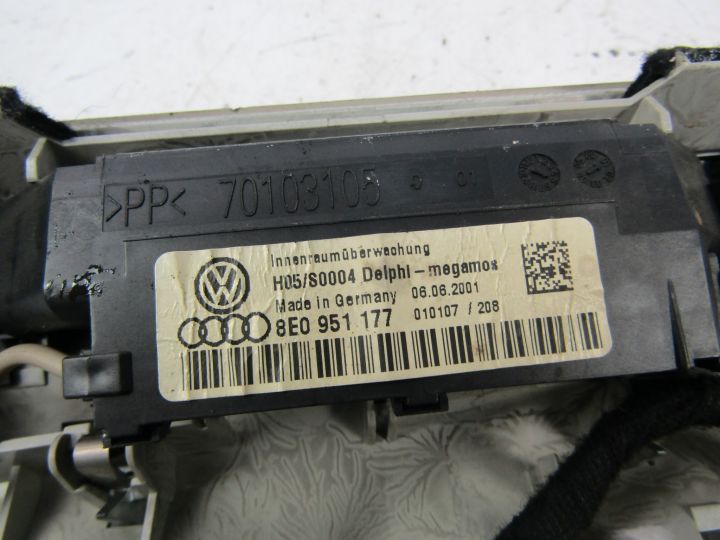 >PP< 70103105
Innenraumüberwachung
H05/S0004 Delphi-megamos
Made in Germany 06.06.2001
8E0 951 177 010107 / 208